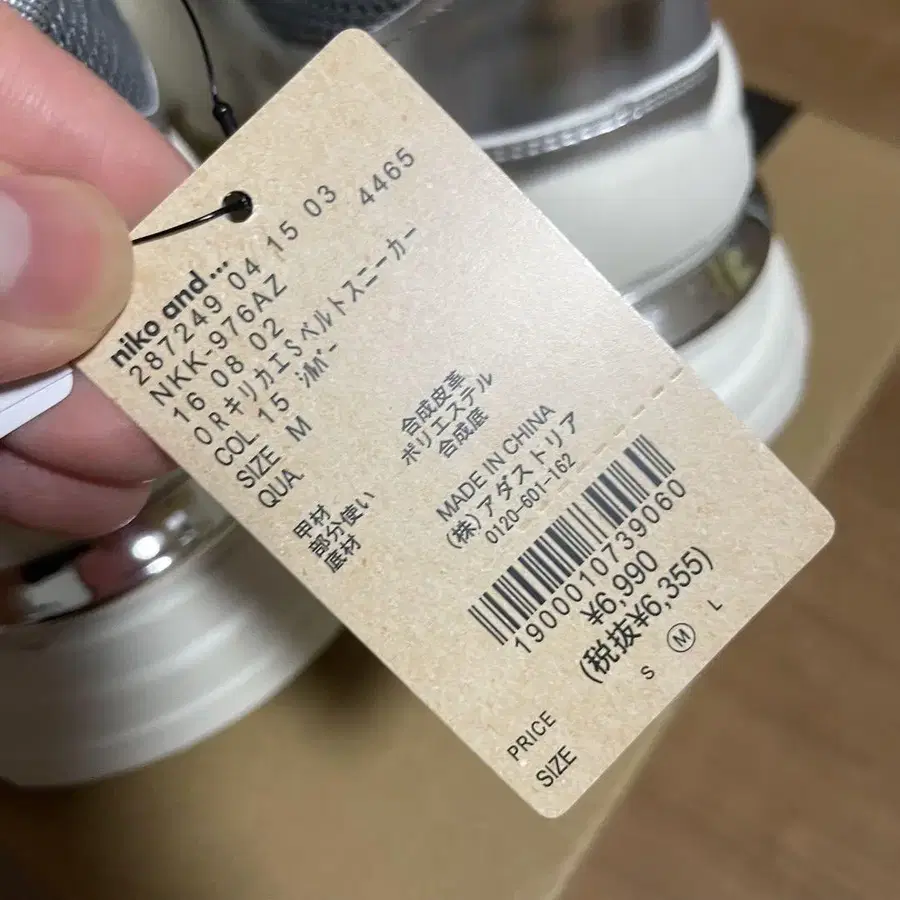 niko and...
287249 04 15 03 4465
NKK-976AZ
16 08 02
ORキリカエSベルトスニーカー
COL. 15 ｼﾙﾊﾞｰ
SIZE M
QUA.
甲材 合成皮革
部分使い ポリエステル
底材 合成底
MADE IN CHINA
(株)アダストリア
0120-601-162
1900010739060
PRICE ¥6,990
(税抜¥6,355)
SIZE S M L